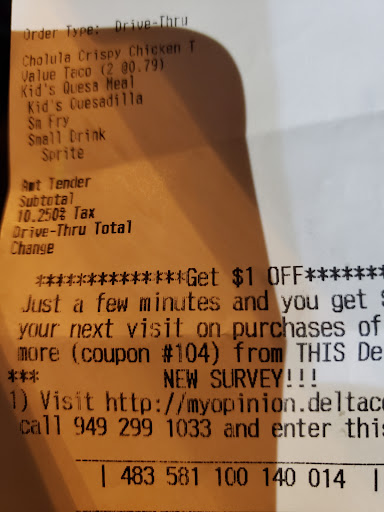 Order Type: Drive-Thru
Cholula Crispy Chicken T
Value Taco (2 @0.79)
Kid's Quesa Meal
Kid's Quesadilla
Sm Fry
Small Drink
Sprite
Amt Tender
Subtotal
10.250% Tax
Drive-Thru Total
Change
**************Get $1 OFF*******
Just a few minutes and you get $
your next visit on purchases of
more (coupon #104) from THIS De
*** NEW SURVEY!!!
1) Visit http://myopinion.deltaco
call 949 299 1033 and enter this
| 483 581 100 140 014 |